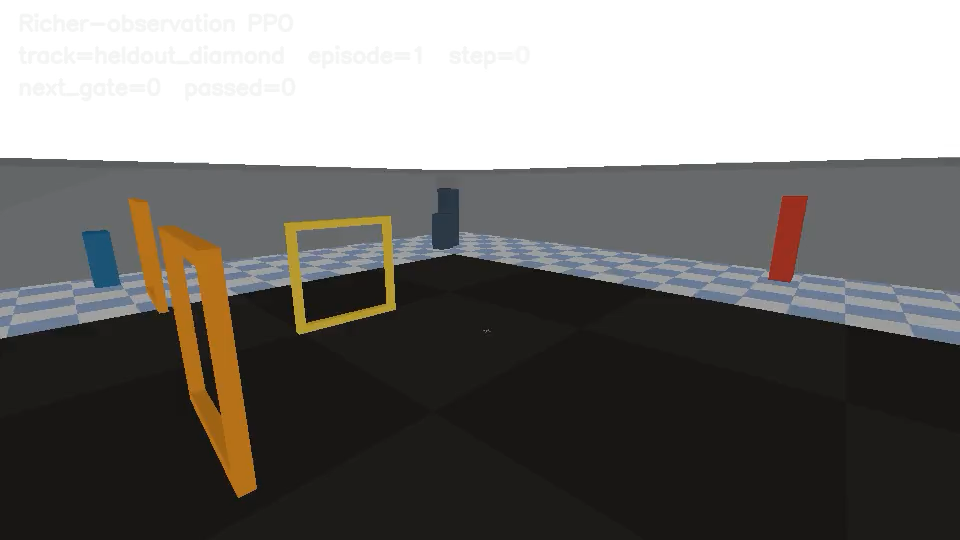 Richer-observation PPO
track=heldout_diamond episode=1 step=0
next_gate=0 passed=0